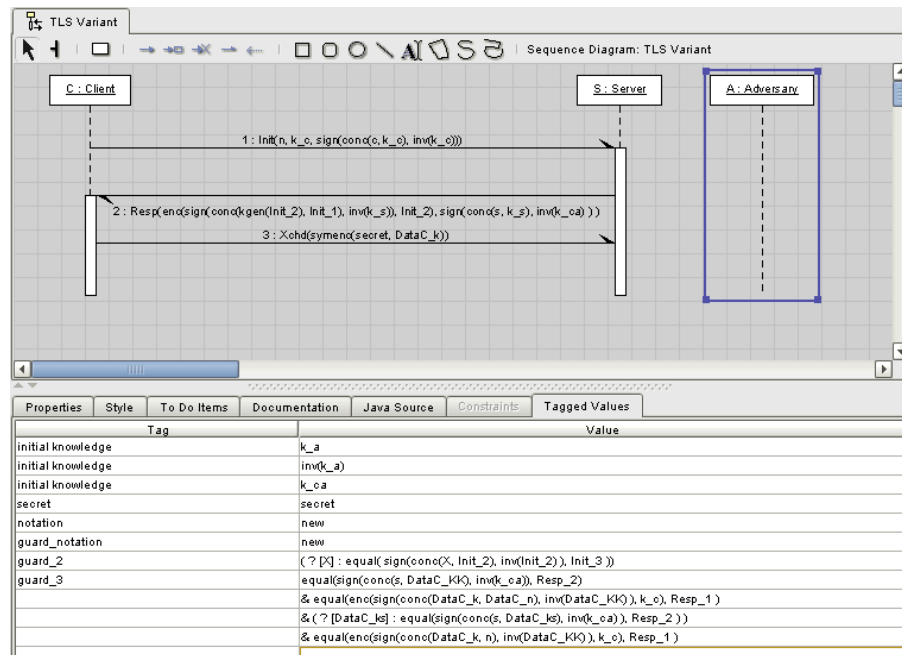 TLS Variant
Sequence Diagram: TLS Variant
C : Client
S : Server
A : Adversary
1 : Init(n, k_c, sign(conc(c, k_c), inv(k_c)))
2 : Resp(enc(sign(conc(kgen(Init_2), Init_1), inv(k_s)), Init_2), sign(conc(s, k_s), inv(k_ca) ) )
3 : Xchd(symenc(secret, DataC_k))
Properties Style To Do Items Documentation Java Source Constraints Tagged Values
Tag Value
initial knowledge k_a
initial knowledge inv(k_a)
initial knowledge k_ca
secret secret
notation new
guard_notation new
guard_2 ( ? [X] : equal( sign(conc(X, Init_2), inv(Init_2) ), Init_3 ))
guard_3 equal(sign(conc(s, DataC_KK), inv(k_ca)), Resp_2)
& equal(enc(sign(conc(DataC_k, DataC_n), inv(DataC_KK) ), k_c), Resp_1 )
& ( ? [DataC_ks] : equal(sign(conc(s, DataC_ks), inv(k_ca) ), Resp_2 ) )
& equal(enc(sign(conc(DataC_k, n), inv(DataC_KK) ), k_c), Resp_1 )